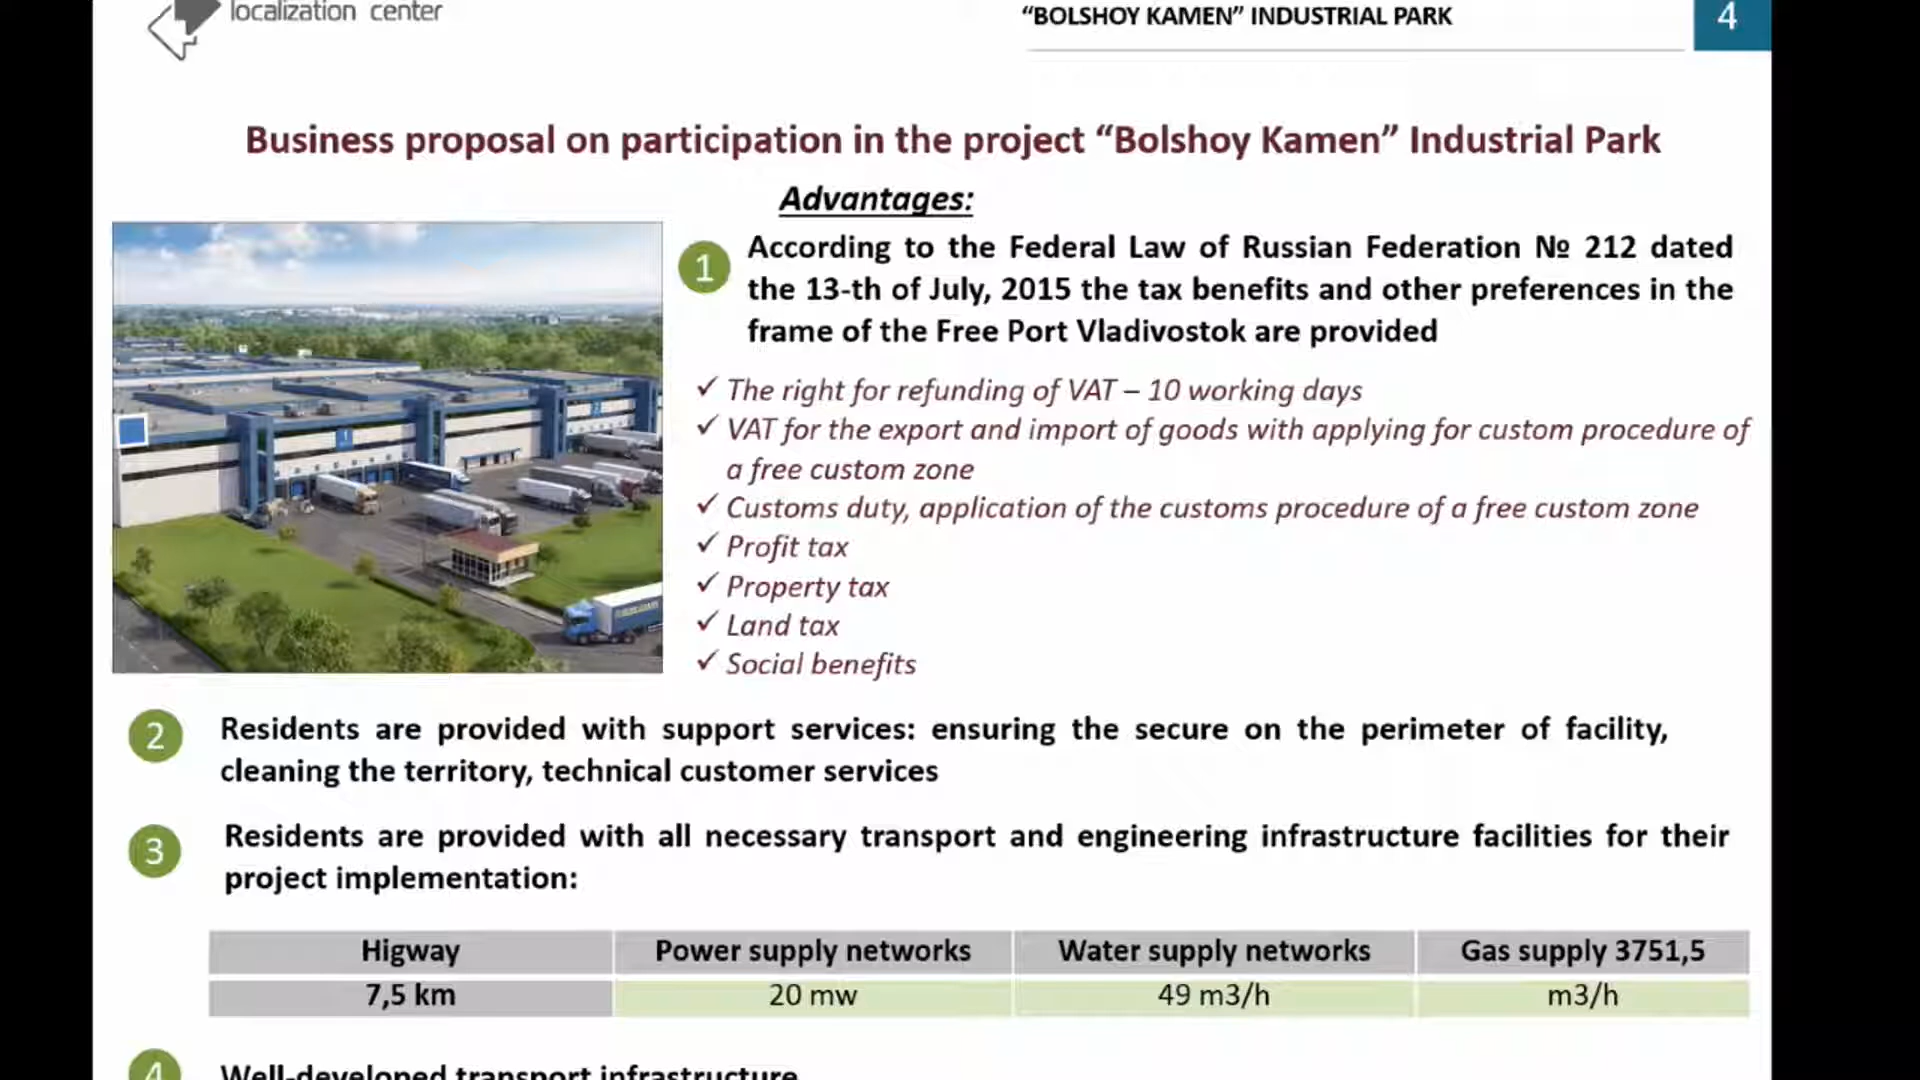 localization center
“BOLSHOY KAMEN” INDUSTRIAL PARK
4
Business proposal on participation in the project “Bolshoy Kamen” Industrial Park
Advantages:
1
According to the Federal Law of Russian Federation № 212 dated
the 13-th of July, 2015 the tax benefits and other preferences in the
frame of the Free Port Vladivostok are provided
✓ The right for refunding of VAT – 10 working days
✓ VAT for the export and import of goods with applying for custom procedure of
a free custom zone
✓ Customs duty, application of the customs procedure of a free custom zone
✓ Profit tax
✓ Property tax
✓ Land tax
✓ Social benefits
2
Residents are provided with support services: ensuring the secure on the perimeter of facility,
cleaning the territory, technical customer services
3
Residents are provided with all necessary transport and engineering infrastructure facilities for their
project implementation:
Higway Power supply networks Water supply networks Gas supply 3751,5
7,5 km 20 mw 49 m3/h m3/h
4
Well-developed transport infrastructure